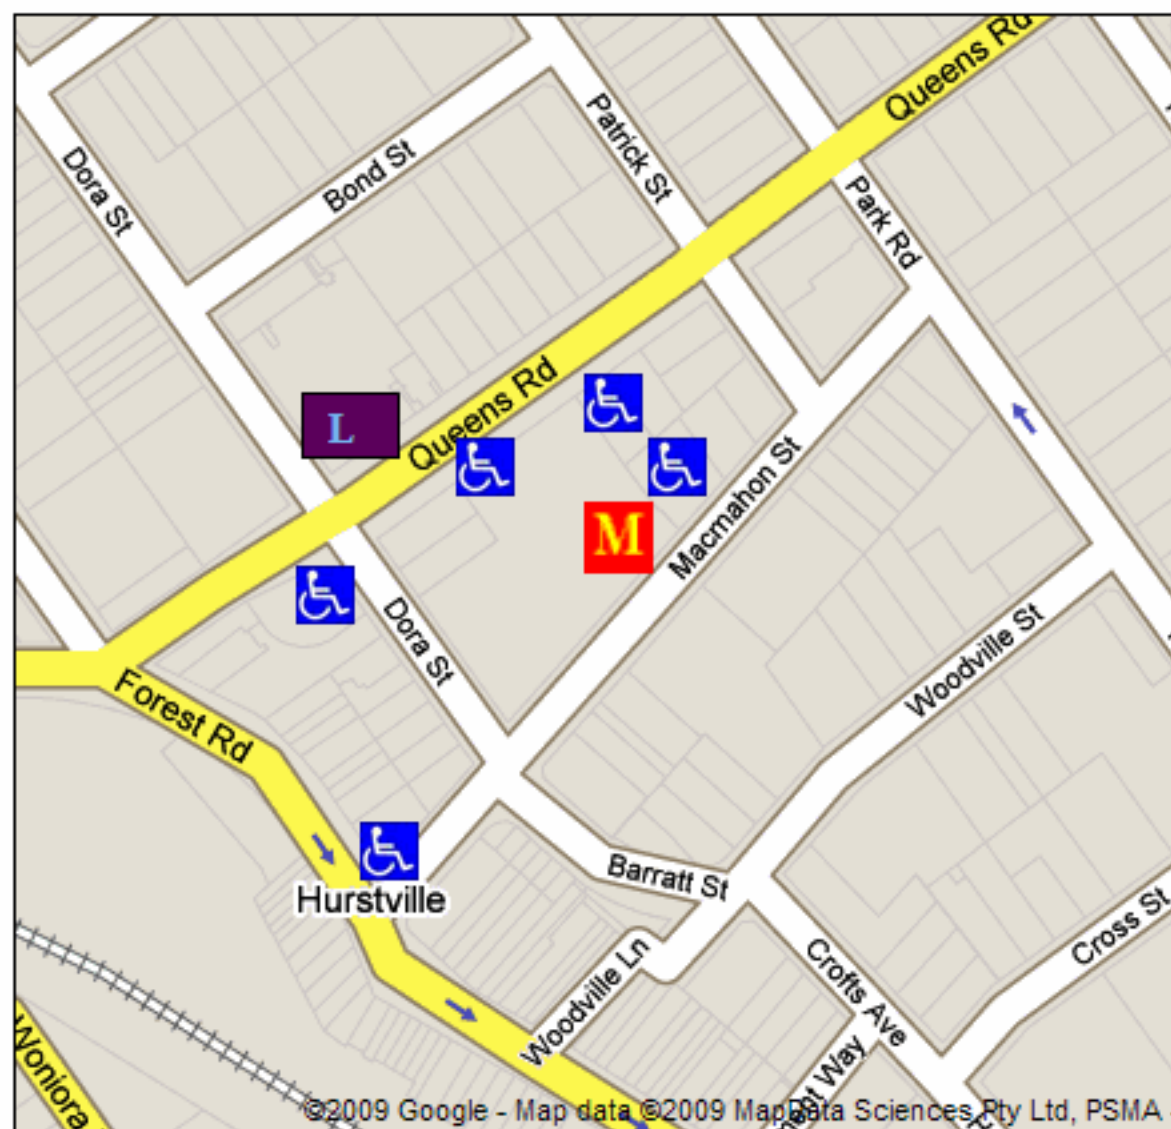 Queens Rd
Patrick St
Dora St
Bond St
Park Rd
Queens Rd
L
M
Macmahon St
Dora St
Woodville St
Forest Rd
Barratt St
Hurstville
Cross St
Crofts Ave
Woodville Ln
Woniora
Way
©2009 Google - Map data ©2009 MapData Sciences Pty Ltd, PSMA